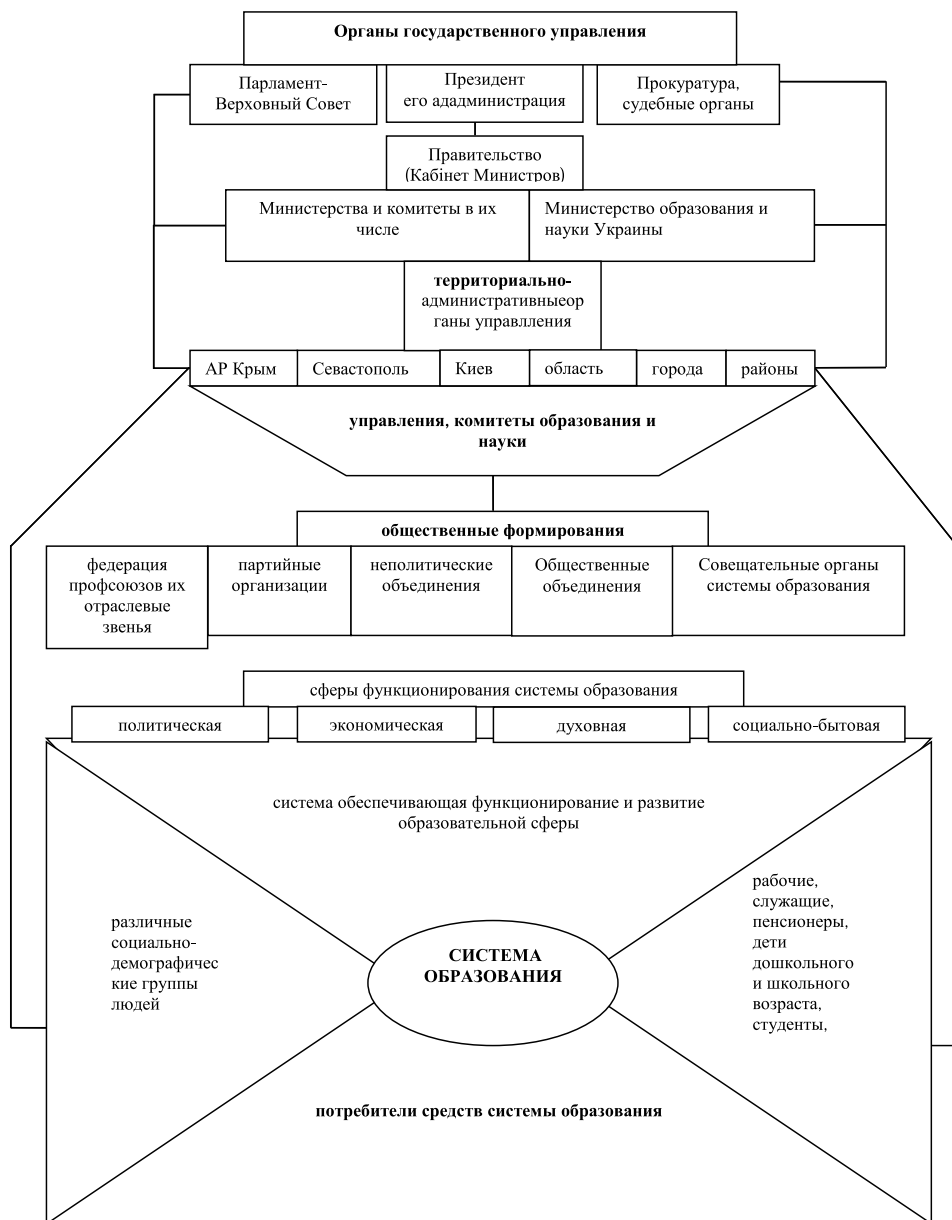 Органы государственного управления
Парламент-
Верховный Совет
Президент
его ададминистрация
Прокуратура,
судебные органы
Правительство
(Кабінет Министров)
Министерства и комитеты в их
числе
Министерство образования и
науки Украины
территориально-
административныеор
ганы управлления
АР Крым
Севастополь
Киев
область
города
районы
управления, комитеты образования и
науки
общественные формирования
федерация
профсоюзов их
отраслевые
звенья
партийные
организации
неполитические
объединения
Общественные
объединения
Совещательные органы
системы образования
сферы функционирования системы образования
политическая
экономическая
духовная
социально-бытовая
система обеспечивающая функционирование и развитие
образовательной сферы
различные
социально-
демографичес
кие группы
людей
СИСТЕМА
ОБРАЗОВАНИЯ
рабочие,
служащие,
пенсионеры,
дети
дошкольного
и школьного
возраста,
студенты,
потребители средств системы образования